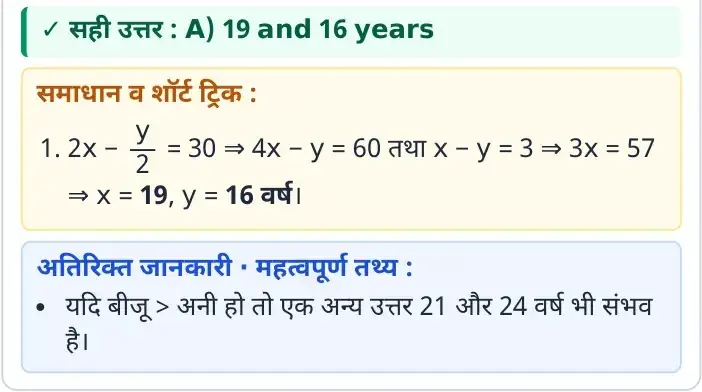 ✓ सही उत्तर : A) 19 and 16 years
समाधान व शॉर्ट ट्रिक :
1. 2x − y/2 = 30 ⇒ 4x − y = 60 तथा x − y = 3 ⇒ 3x = 57
⇒ x = 19, y = 16 वर्ष।
अतिरिक्त जानकारी · महत्वपूर्ण तथ्य :
• यदि बीजू > अनी हो तो एक अन्य उत्तर 21 और 24 वर्ष भी संभव
है।